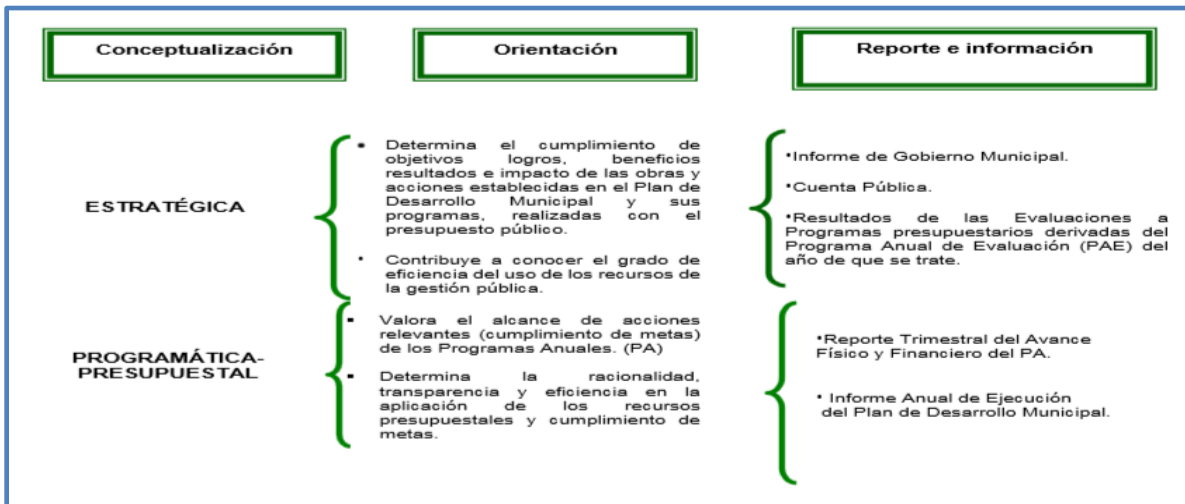 Conceptualización
Orientación
Reporte e información
ESTRATÉGICA
• Determina el cumplimiento de
objetivos logros, beneficios
resultados e impacto de las obras y
acciones establecidas en el Plan de
Desarrollo Municipal y sus
programas, realizadas con el
presupuesto público.
• Contribuye a conocer el grado de
eficiencia del uso de los recursos de
la gestión pública.
•Informe de Gobierno Municipal.
•Cuenta Pública.
•Resultados de las Evaluaciones a
Programas presupuestarios derivadas del
Programa Anual de Evaluación (PAE) del
año de que se trate.
PROGRAMÁTICA-
PRESUPUESTAL
▪ Valora el alcance de acciones
relevantes (cumplimiento de metas)
de los Programas Anuales. (PA)
▪ Determina la racionalidad,
transparencia y eficiencia en la
aplicación de los recursos
presupuestales y cumplimiento de
metas.
•Reporte Trimestral del Avance
Físico y Financiero del PA.
• Informe Anual de Ejecución
del Plan de Desarrollo Municipal.